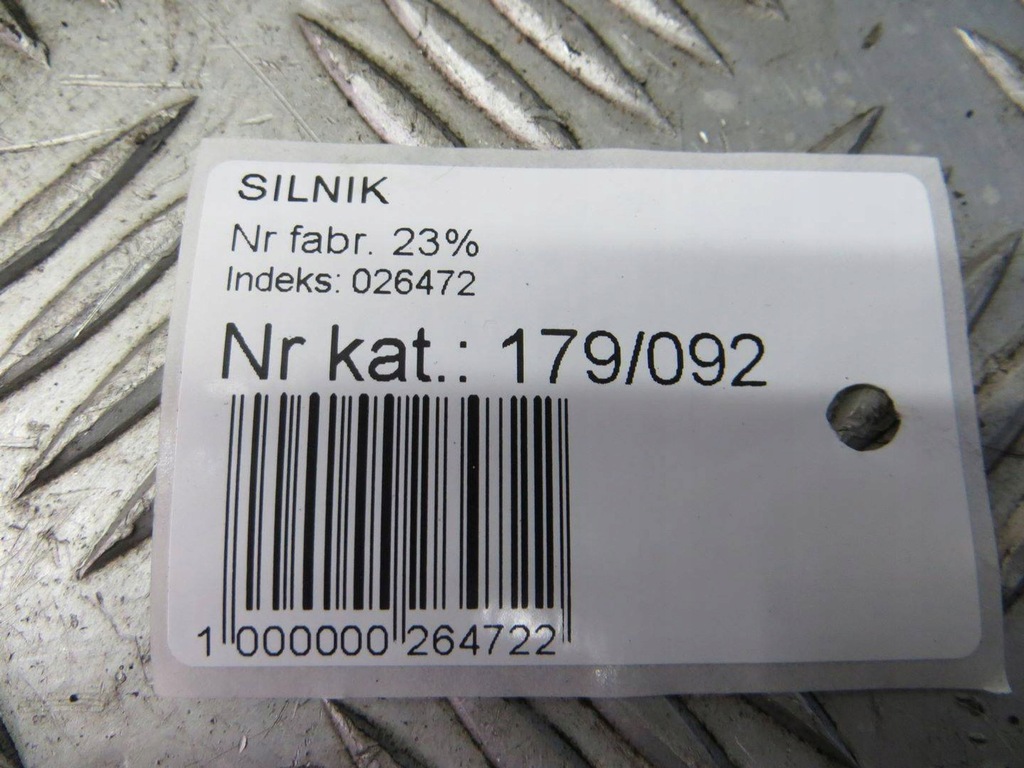 SILNIK
Nr fabr. 23%
Indeks: 026472
Nr kat.: 179/092
1 000000 264722